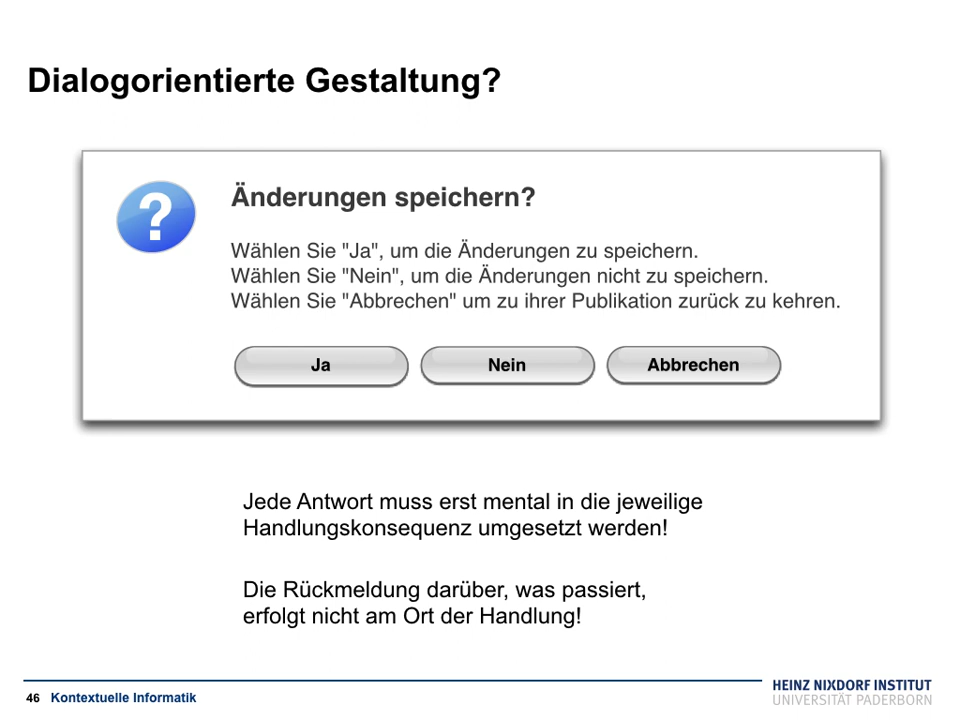 Dialogorientierte Gestaltung?
?
Änderungen speichern?
Wählen Sie "Ja", um die Änderungen zu speichern.
Wählen Sie "Nein", um die Änderungen nicht zu speichern.
Wählen Sie "Abbrechen" um zu ihrer Publikation zurück zu kehren.
Ja
Nein
Abbrechen
Jede Antwort muss erst mental in die jeweilige
Handlungskonsequenz umgesetzt werden!
Die Rückmeldung darüber, was passiert,
erfolgt nicht am Ort der Handlung!
46 Kontextuelle Informatik
HEINZ NIXDORF INSTITUT
UNIVERSITÄT PADERBORN